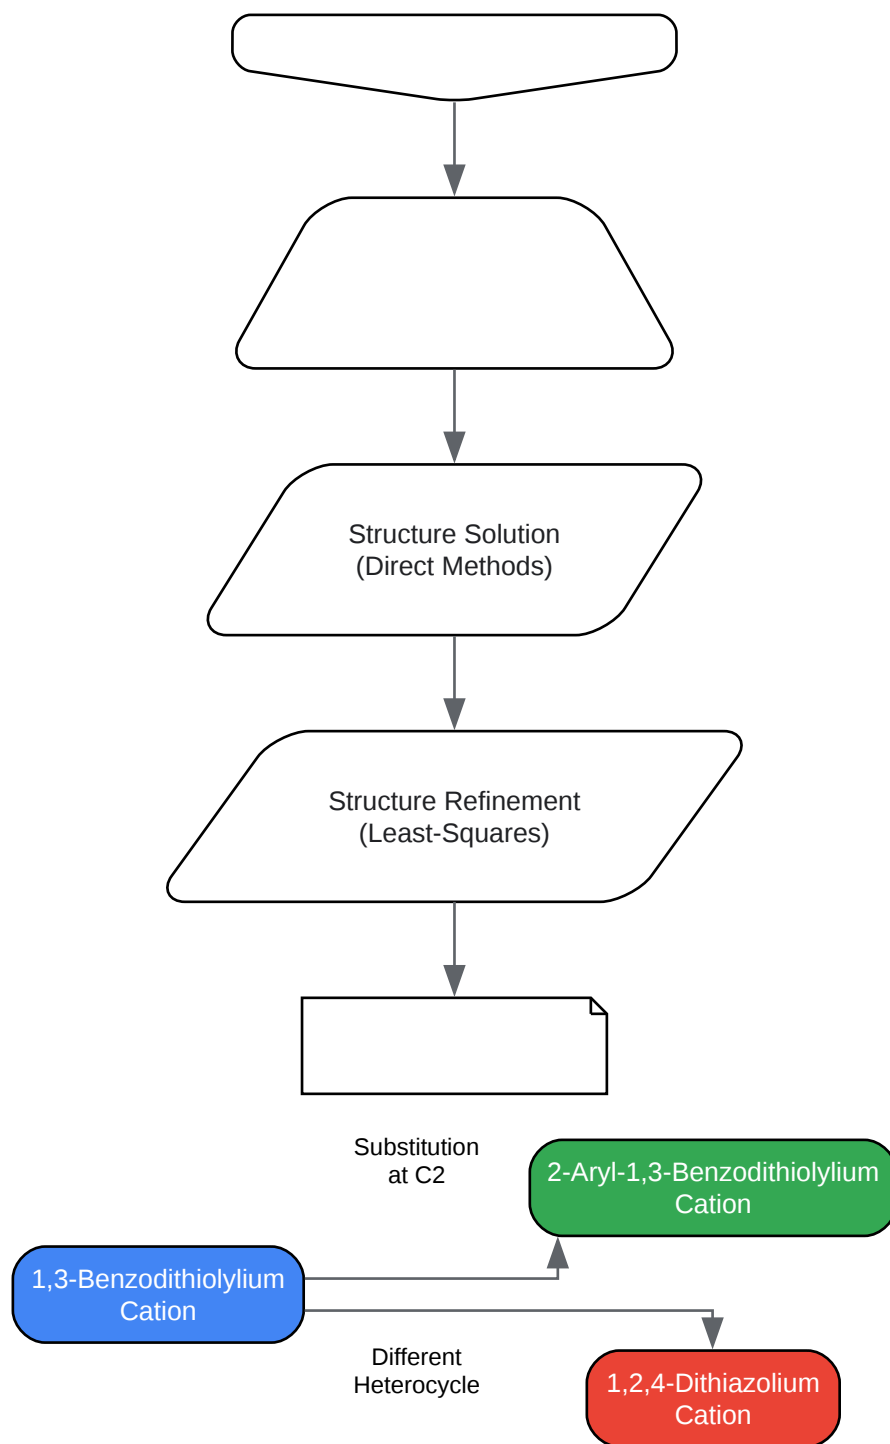 Structure Solution
(Direct Methods)
Structure Refinement
(Least-Squares)
Substitution
at C2
2-Aryl-1,3-Benzodithiolylium
Cation
1,3-Benzodithiolylium
Cation
Different
Heterocycle
1,2,4-Dithiazolium
Cation